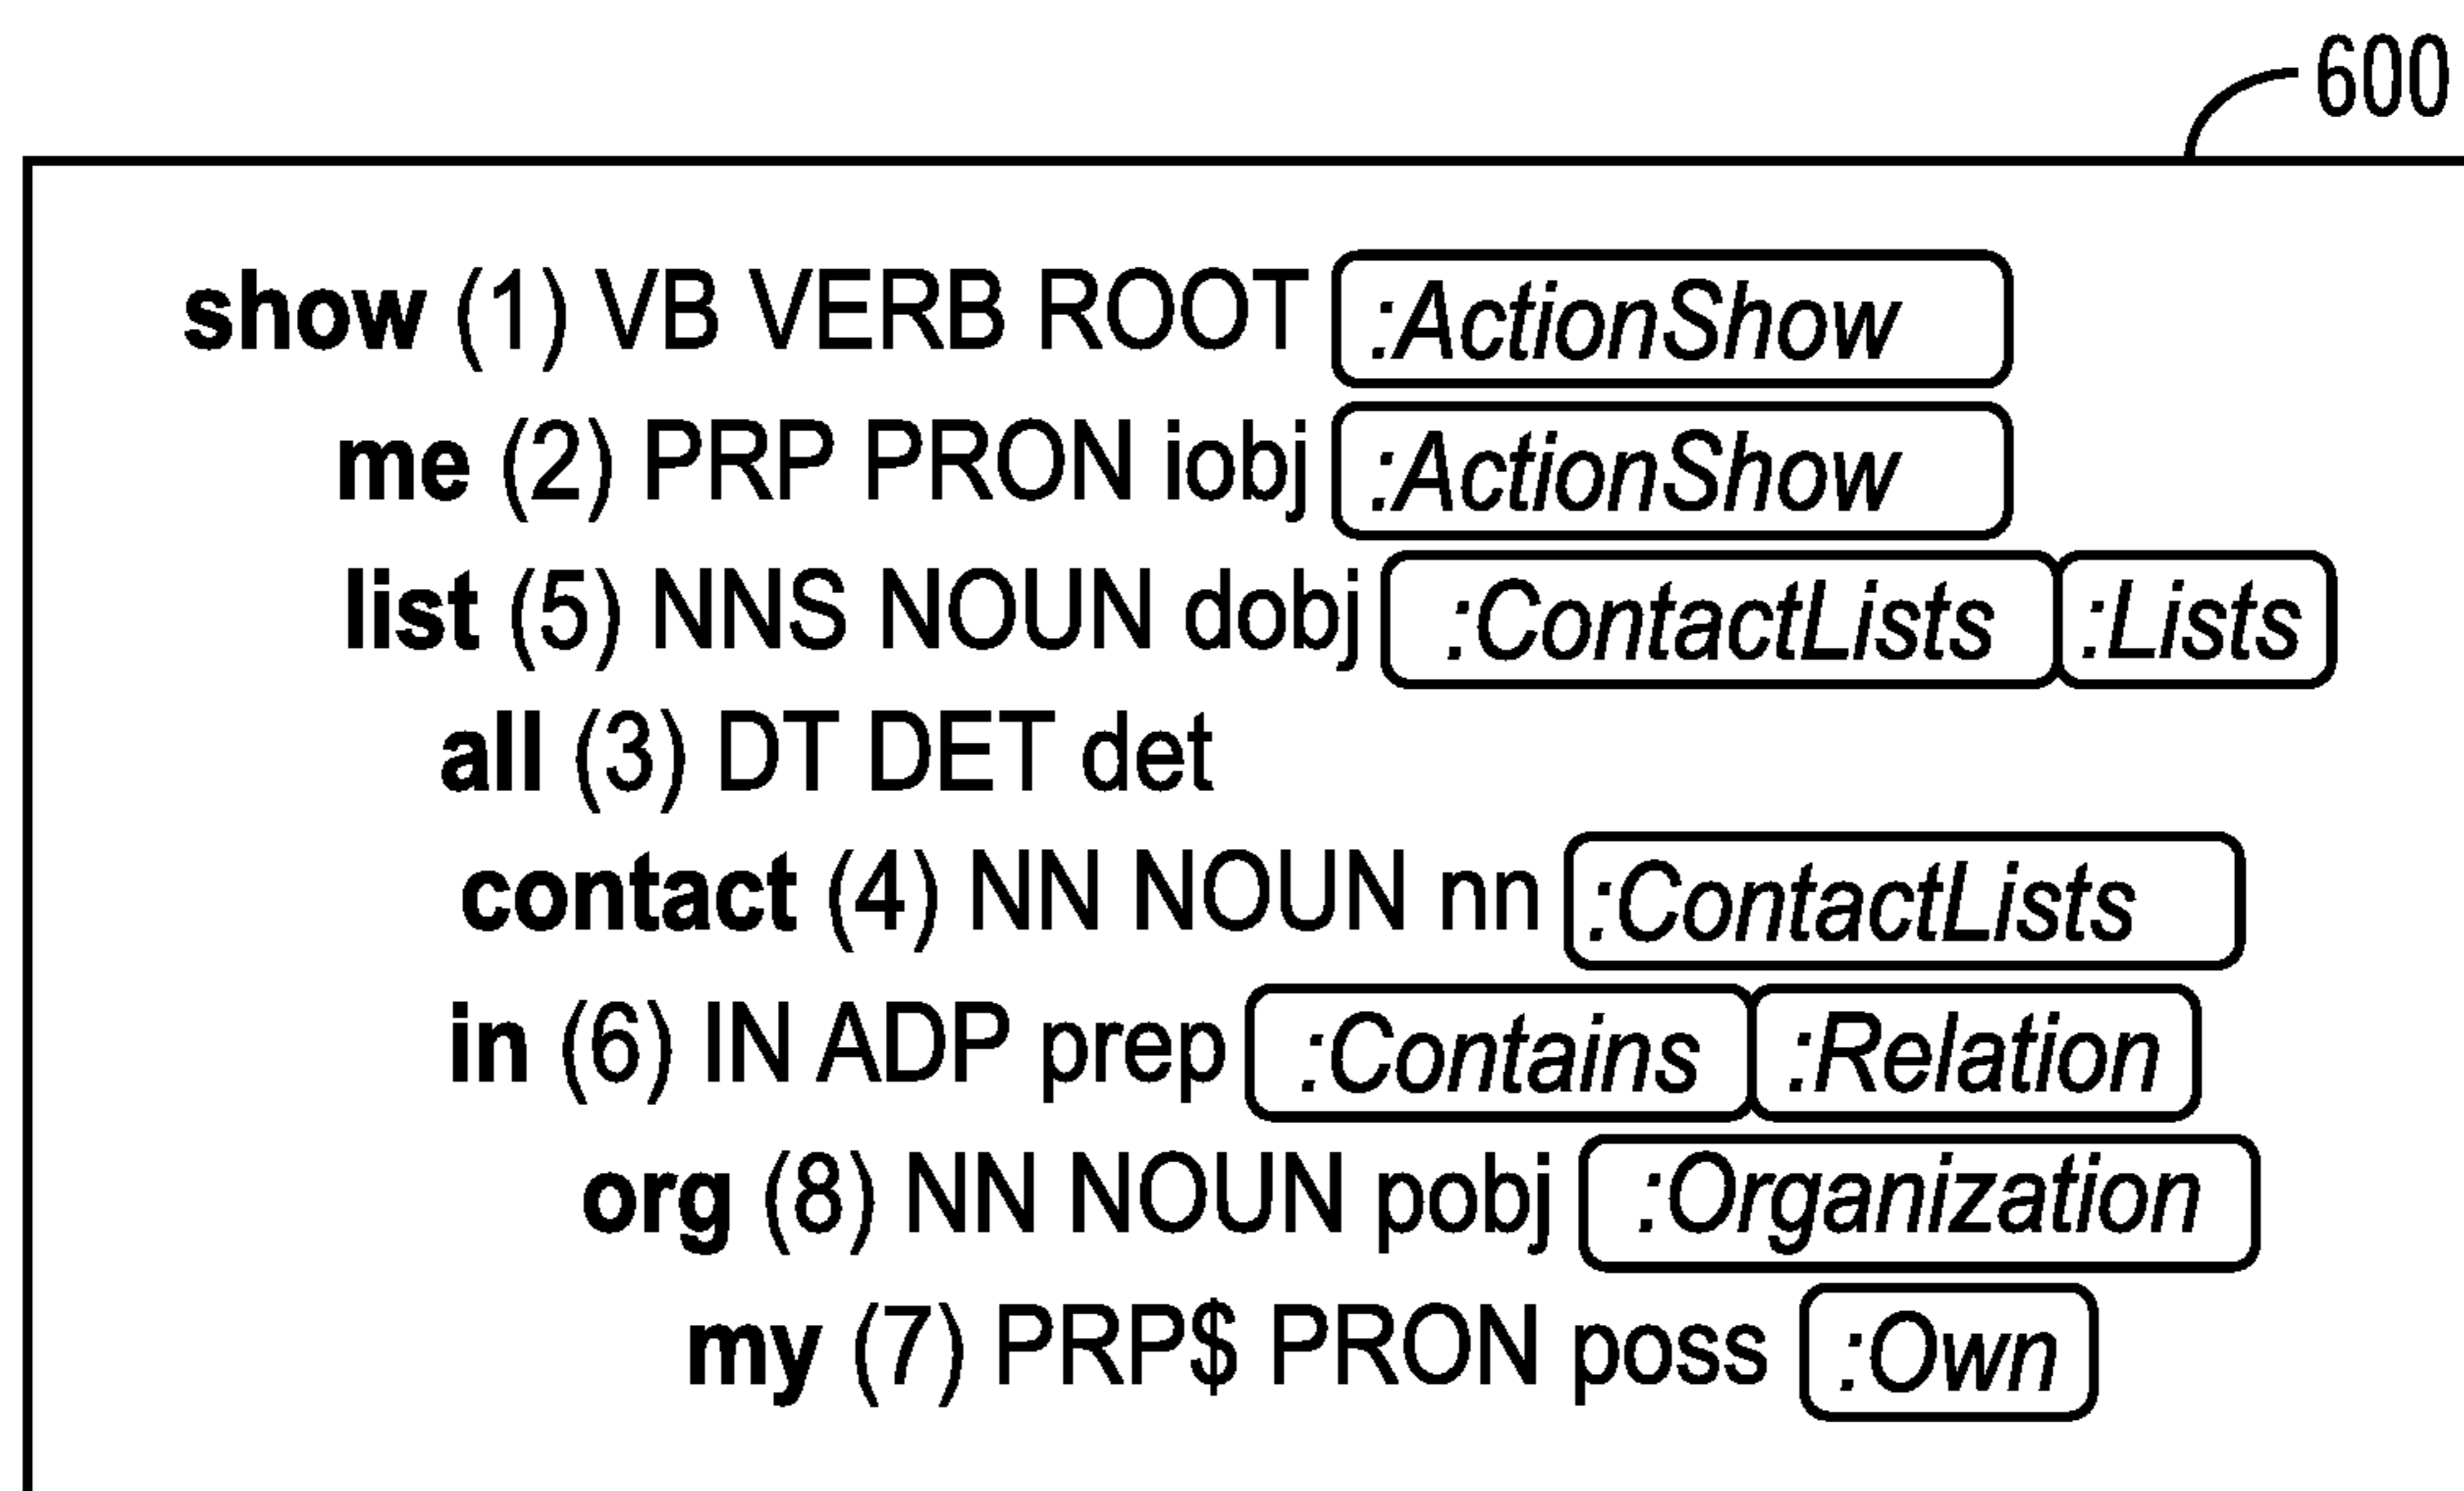 600
show (1) VB VERB ROOT :ActionShow
me (2) PRP PRON iobj :ActionShow
list (5) NNS NOUN dobj :ContactLists :Lists
all (3) DT DET det
contact (4) NN NOUN nn :ContactLists
in (6) IN ADP prep :Contains :Relation
org (8) NN NOUN pobj :Organization
my (7) PRP$ PRON poss :Own